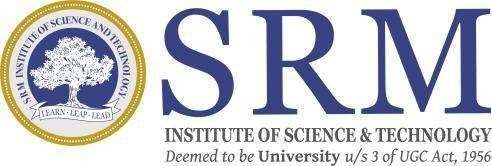 SRM INSTITUTE OF SCIENCE AND TECHNOLOGY
LEARN · LEAP · LEAD
SRM
INSTITUTE OF SCIENCE & TECHNOLOGY
Deemed to be University u/s 3 of UGC Act, 1956